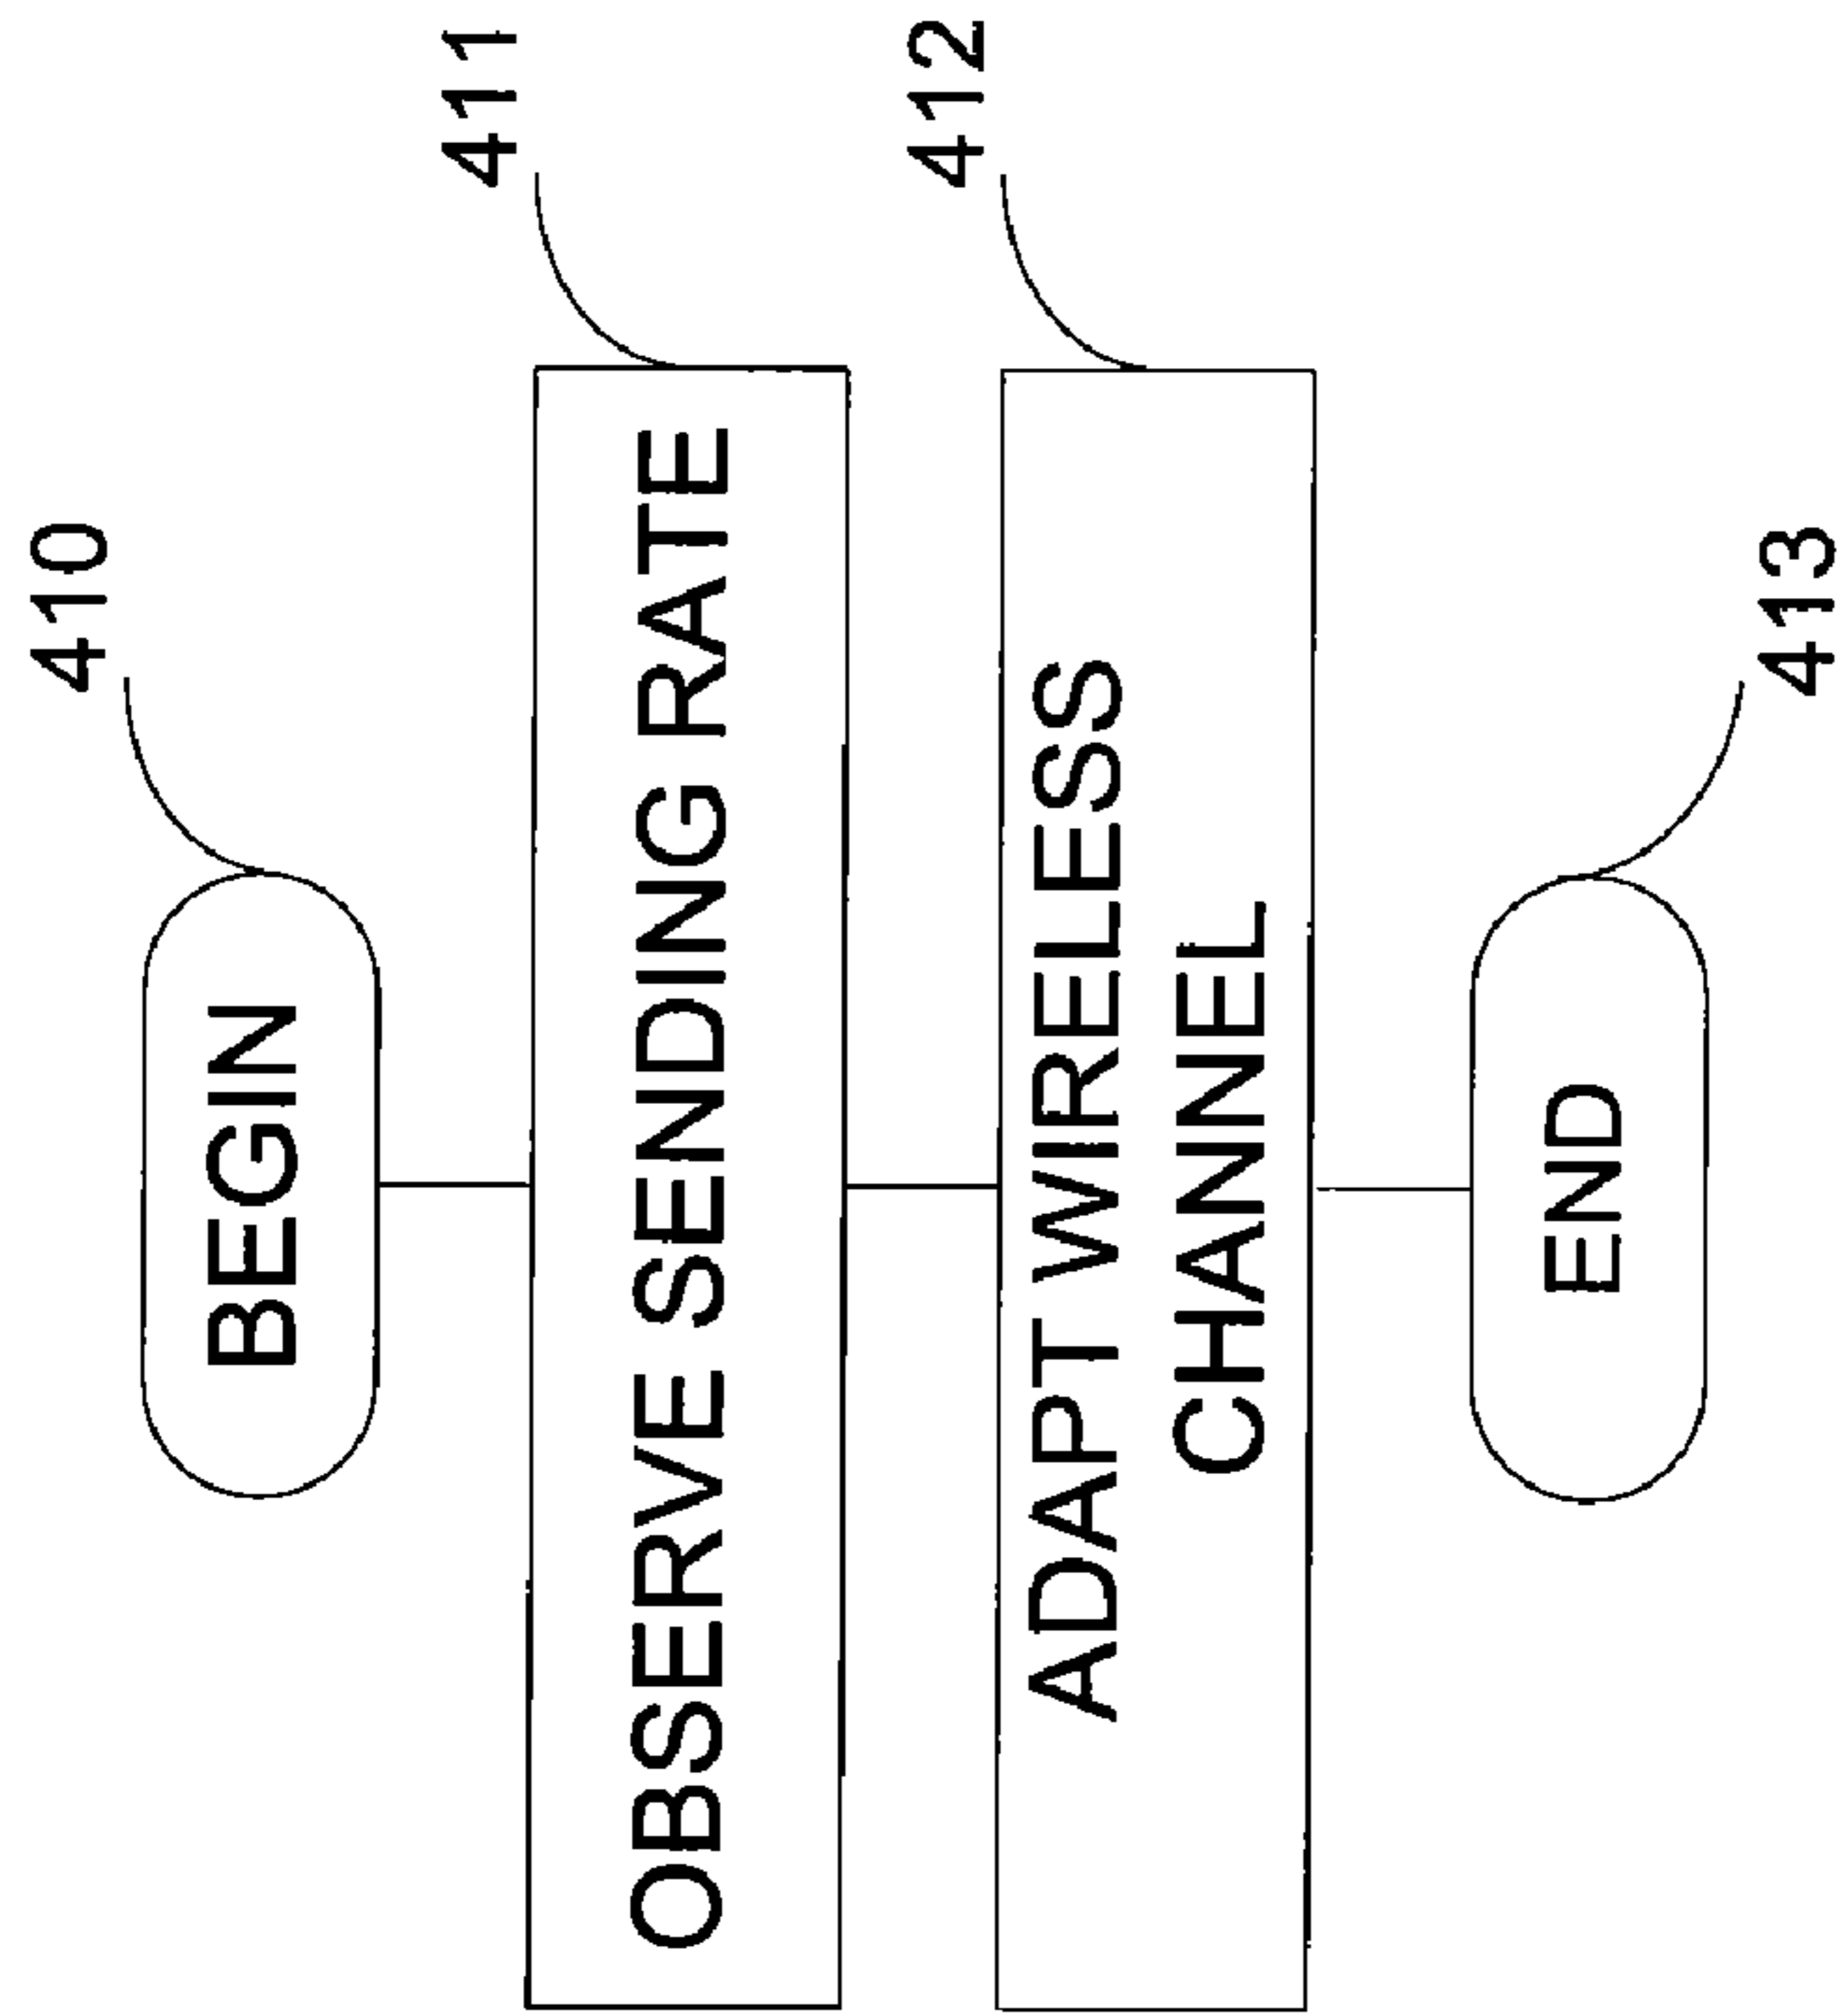 410
BEGIN
411
OBSERVE SENDING RATE
412
ADAPT WIRELESS
CHANNEL
413
END